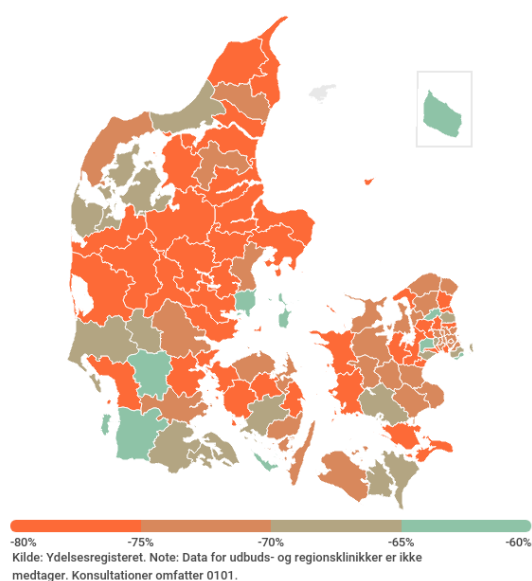 -80% -75% -70% -65% -60%
Kilde: Ydelsesregisteret. Note: Data for udbuds- og regionsklinikker er ikke
medtager. Konsultationer omfatter 0101.